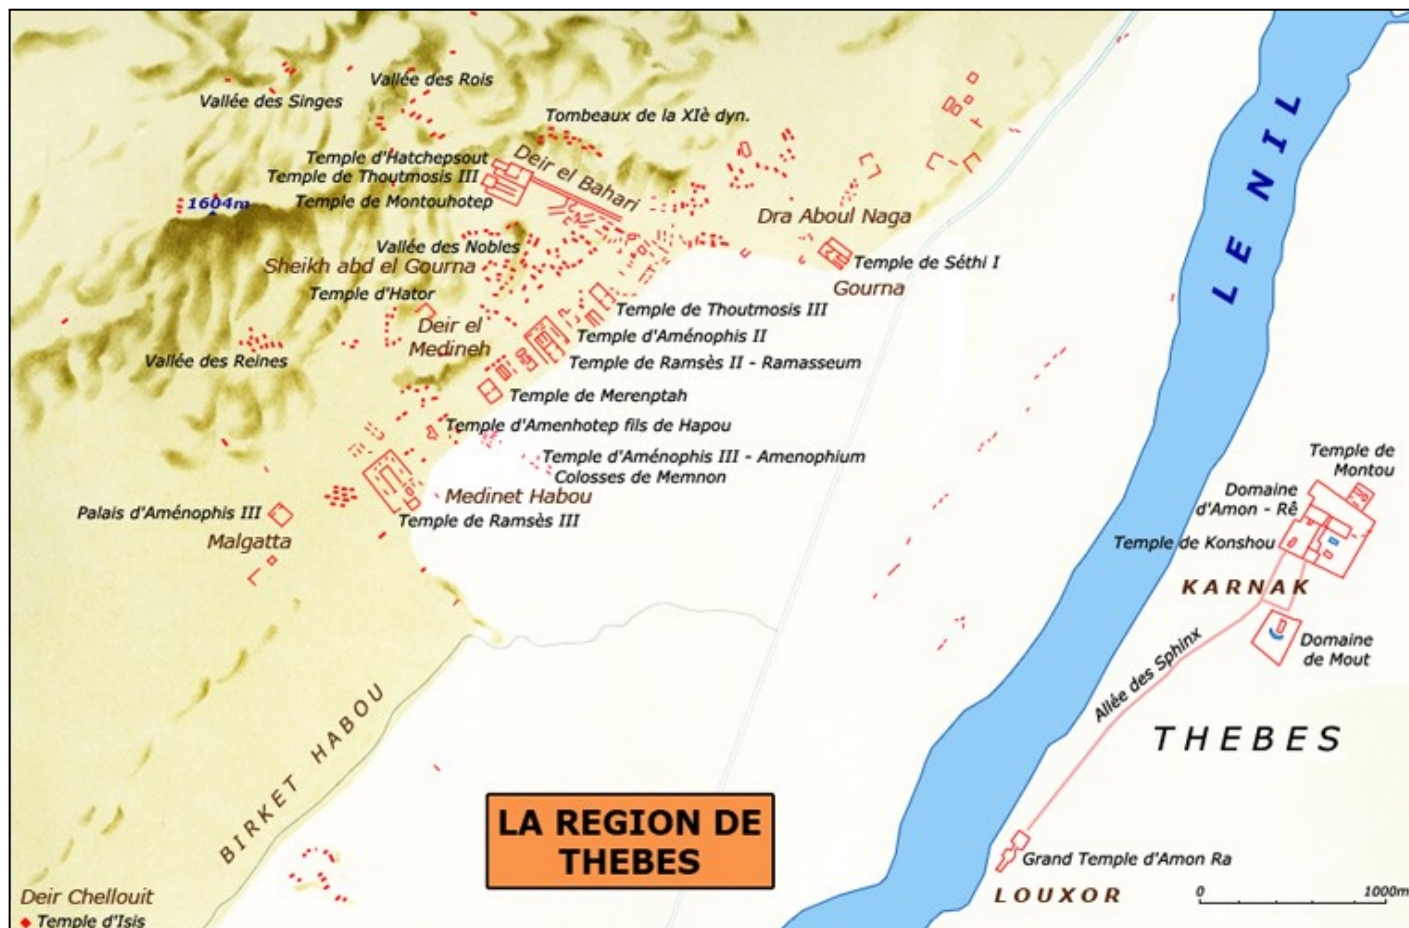 Vallée des Rois
Vallée des Singes
Tombeaux de la XIè dyn.
Temple d'Hatchepsout
Temple de Thoutmosis III
Temple de Montouhotep
Deir el Bahari
1604m
Dra Aboul Naga
Vallée des Nobles
Sheikh abd el Gourna
Temple de Séthi I
Gourna
LE NIL
Temple d'Hator
Temple de Thoutmosis III
Deir el
Medineh
Temple d'Aménophis II
Vallée des Reines
Temple de Ramsès II - Ramasseum
Temple de Merenptah
Temple d'Amenhotep fils de Hapou
Temple d'Aménophis III - Amenophium
Colosses de Memnon
Medinet Habou
Temple de Ramsès III
Palais d'Aménophis III
Malgatta
Temple de
Montou
Domaine
d'Amon - Rê
Temple de Konshou
KARNAK
Domaine
de Mout
Allée des Sphinx
THEBES
BIRKET HABOU
LA REGION DE
THEBES
Grand Temple d'Amon Ra
LOUXOR
0 1000m
Deir Chellouit
Temple d'Isis